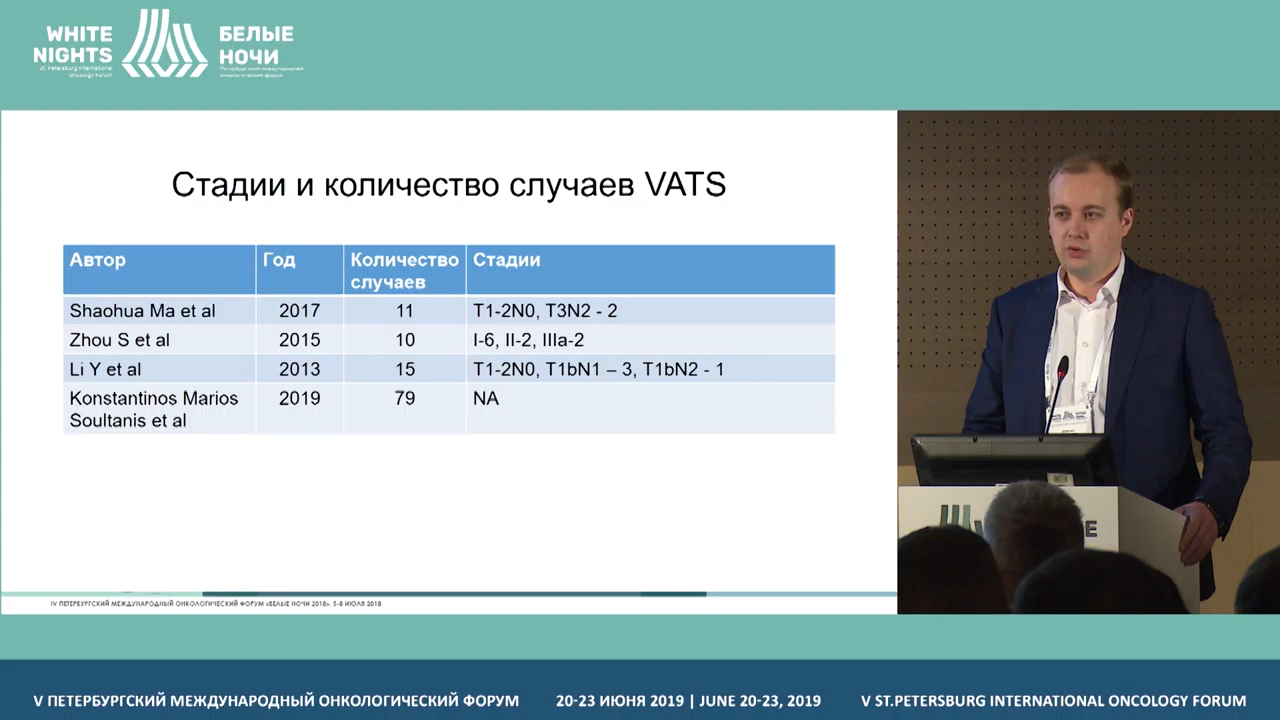 WHITE
NIGHTS
St. Petersburg International
Oncology Forum
БЕЛЫЕ
НОЧИ
Петербургский международный
онкологический форум
Стадии и количество случаев VATS
Автор Год Количество случаев Стадии
Shaohua Ma et al 2017 11 T1-2N0, T3N2 - 2
Zhou S et al 2015 10 I-6, II-2, IIIa-2
Li Y et al 2013 15 T1-2N0, T1bN1 – 3, T1bN2 - 1
Konstantinos Marios Soultanis et al 2019 79 NA
IV ПЕТЕРБУРГСКИЙ МЕЖДУНАРОДНЫЙ ОНКОЛОГИЧЕСКИЙ ФОРУМ «БЕЛЫЕ НОЧИ 2018». 5-8 ИЮЛЯ 2018
V ПЕТЕРБУРГСКИЙ МЕЖДУНАРОДНЫЙ ОНКОЛОГИЧЕСКИЙ ФОРУМ 20-23 ИЮНЯ 2019 | JUNE 20-23, 2019 V ST.PETERSBURG INTERNATIONAL ONCOLOGY FORUM